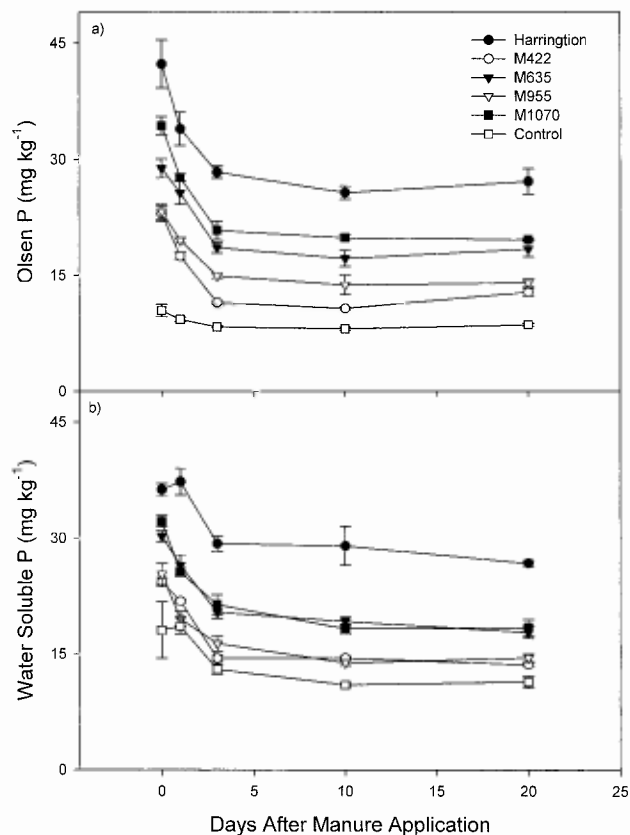 a)
Harrington
M422
M635
M955
M1070
Control
45
30
15
0
Olsen P (mg kg⁻¹)
b)
45
30
15
0
Water Soluble P (mg kg⁻¹)
0 5 10 15 20 25
Days After Manure Application